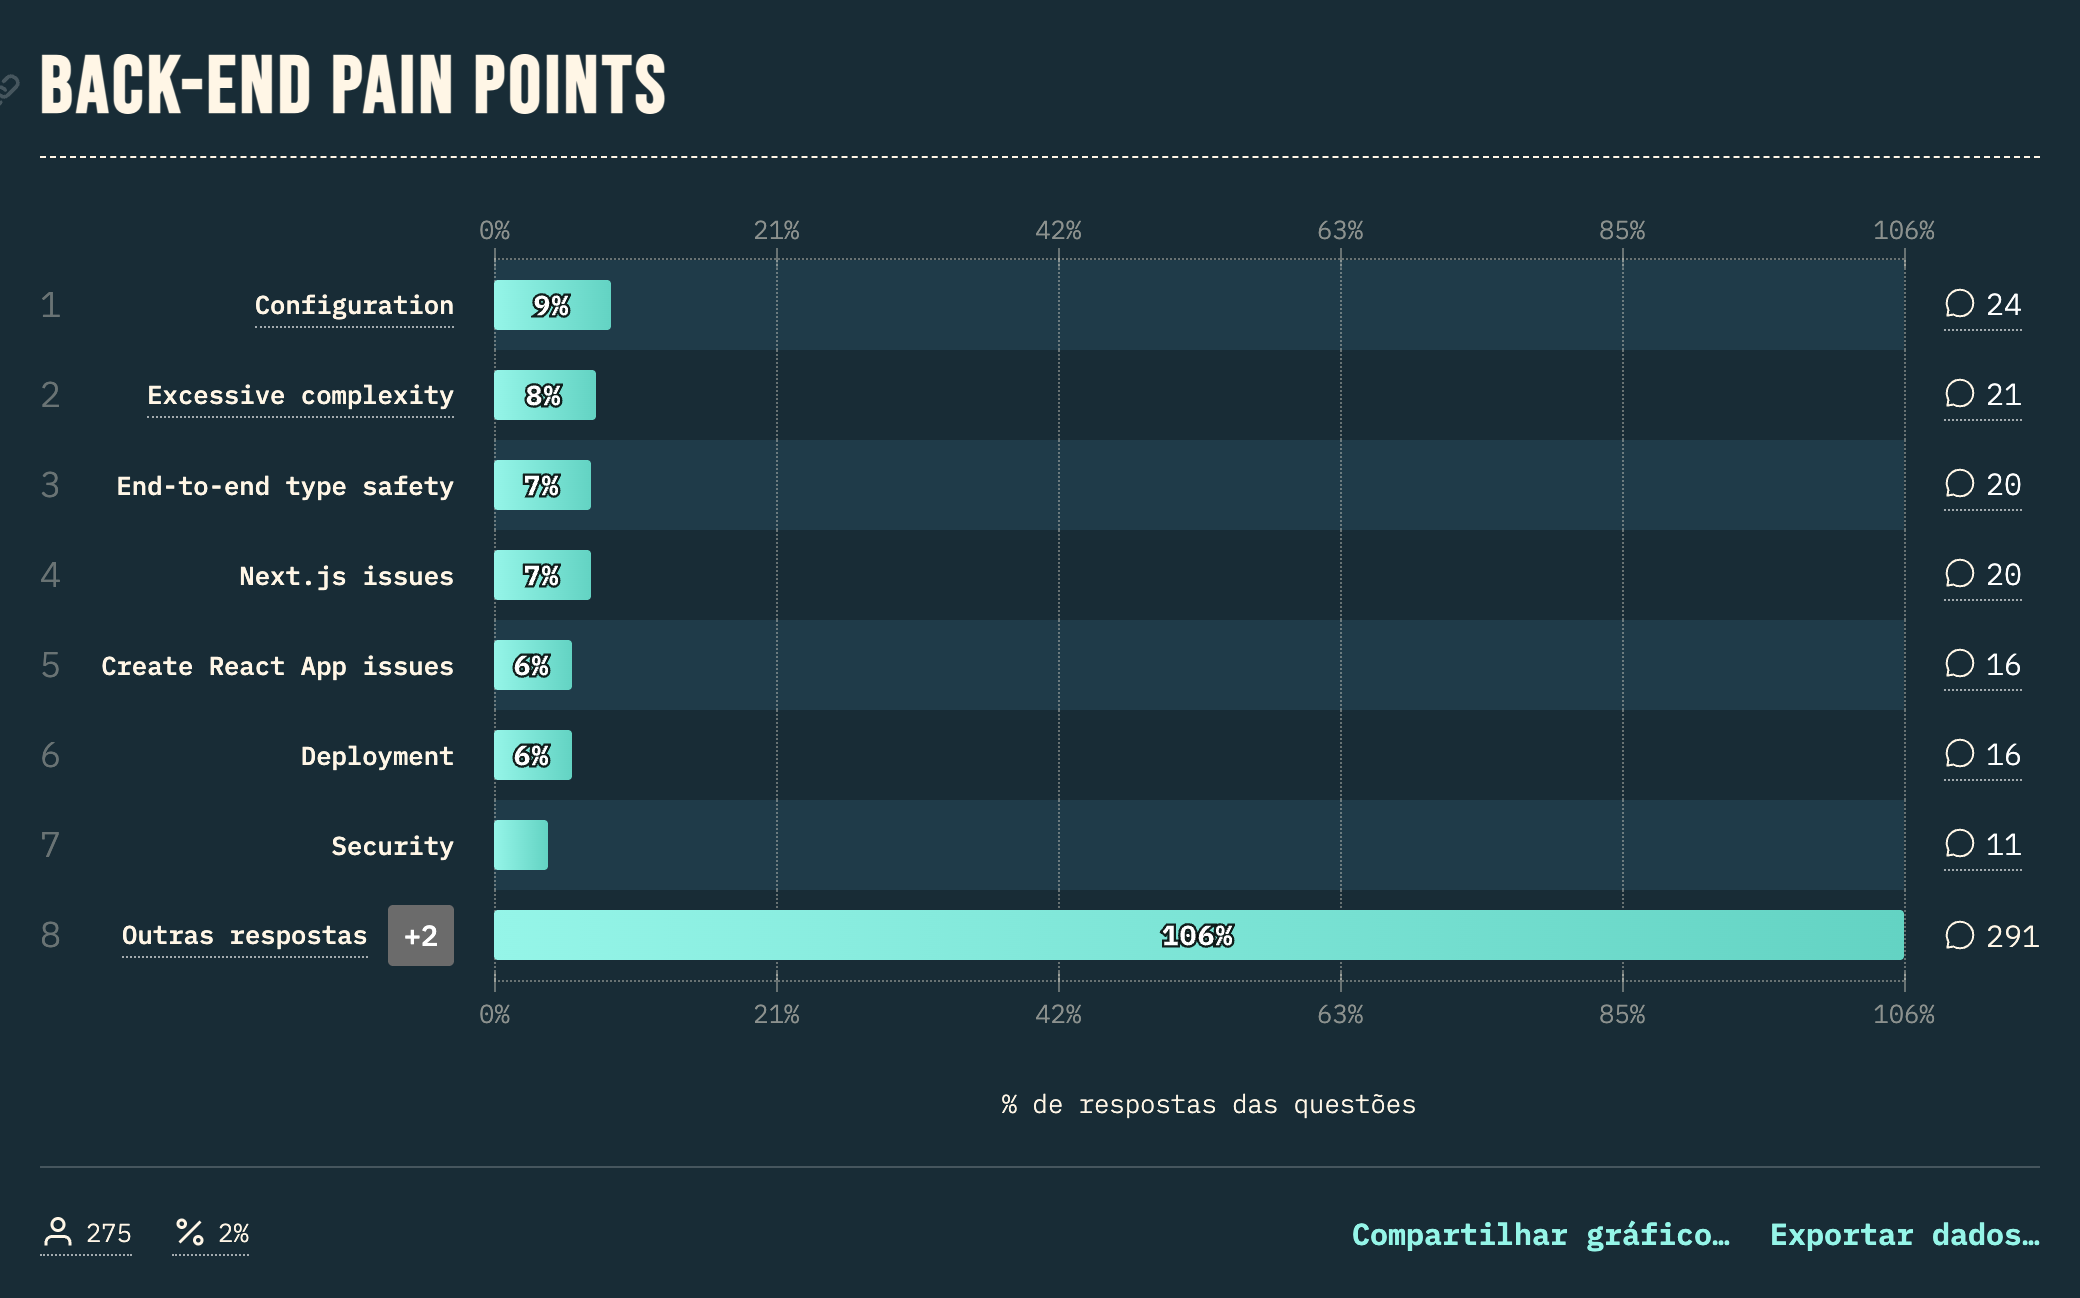 BACK-END PAIN POINTS
0% 21% 42% 63% 85% 106%
1 Configuration 9% 24
2 Excessive complexity 8% 21
3 End-to-end type safety 7% 20
4 Next.js issues 7% 20
5 Create React App issues 6% 16
6 Deployment 6% 16
7 Security 11
8 Outras respostas +2 106% 291
0% 21% 42% 63% 85% 106%
% de respostas das questões
275 2% Compartilhar gráfico… Exportar dados…